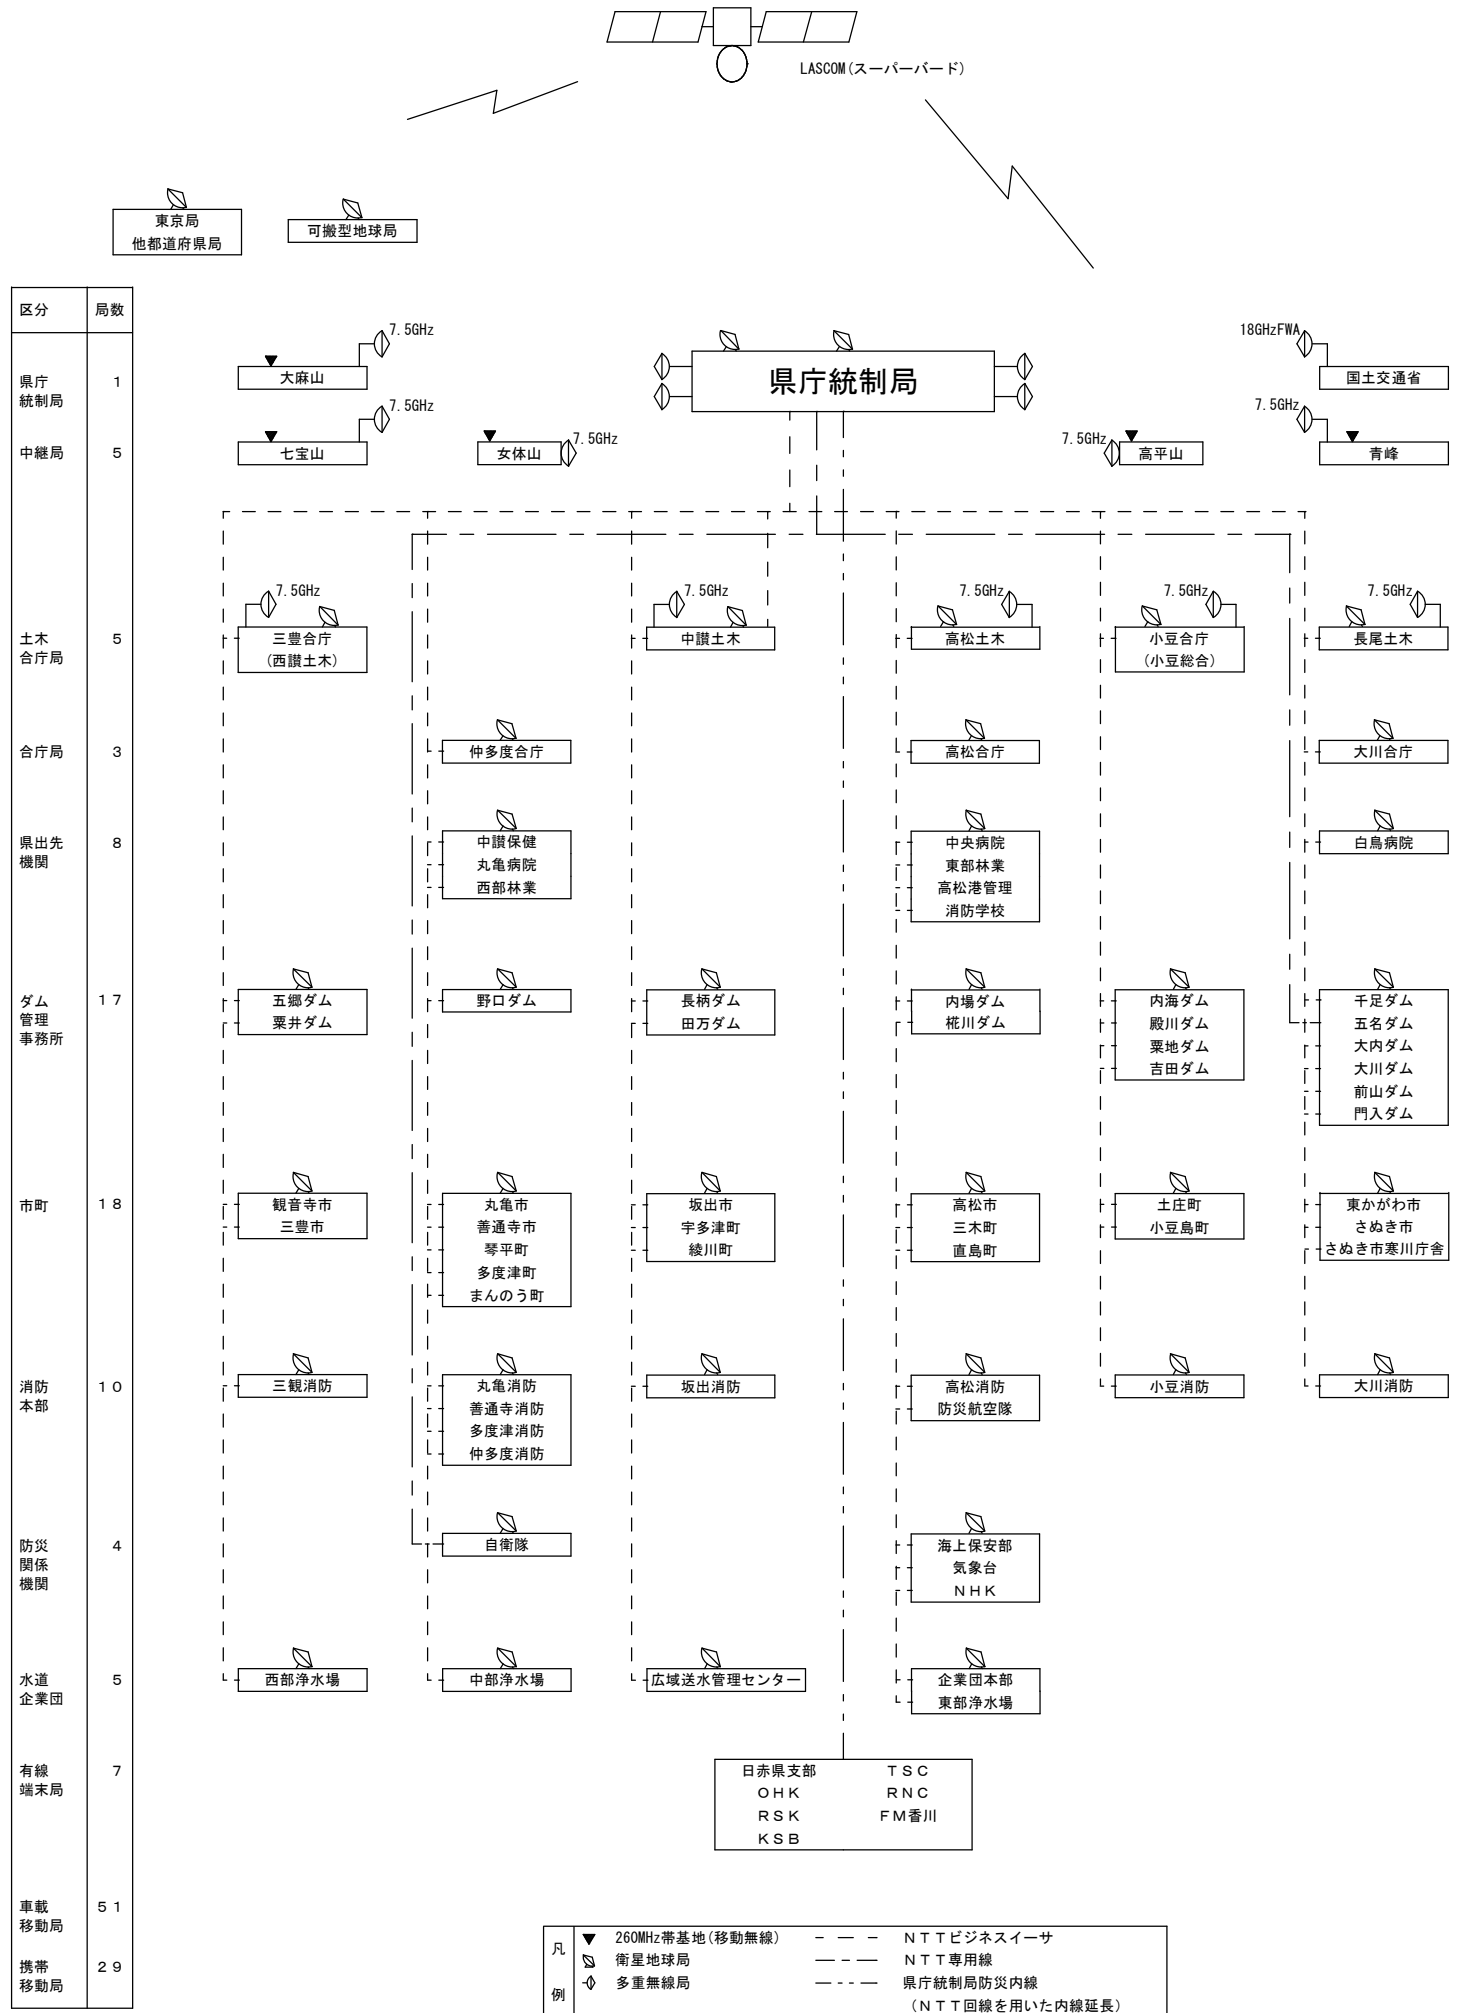 LASCOM(スーパーバード)
東京局
他都道府県局
可搬型地球局
区分 局数
県庁
統制局 1
中継局 5
土木
合庁局 5
合庁局 3
県出先
機関 8
ダム
管理
事務所 17
市町 18
消防
本部 10
防災
関係
機関 4
水道
企業団 5
有線
端末局 7
車載
移動局 51
携帯
移動局 29
7.5GHz
大麻山
県庁統制局
18GHzFWA
国土交通省
7.5GHz
七宝山
女体山
7.5GHz
7.5GHz
高平山
7.5GHz
青峰
7.5GHz
三豊合庁
(西讃土木)
7.5GHz
中讃土木
7.5GHz
高松土木
7.5GHz
小豆合庁
(小豆総合)
7.5GHz
長尾土木
仲多度合庁
高松合庁
大川合庁
中讃保健
丸亀病院
西部林業
中央病院
東部林業
高松港管理
消防学校
白鳥病院
五郷ダム
粟井ダム
野口ダム
長柄ダム
田万ダム
内場ダム
椛川ダム
内海ダム
殿川ダム
粟地ダム
吉田ダム
千足ダム
五名ダム
大内ダム
大川ダム
前山ダム
門入ダム
観音寺市
三豊市
丸亀市
善通寺市
琴平町
多度津町
まんのう町
坂出市
宇多津町
綾川町
高松市
三木町
直島町
土庄町
小豆島町
東かがわ市
さぬき市
さぬき市寒川庁舎
三観消防
丸亀消防
善通寺消防
多度津消防
仲多度消防
坂出消防
高松消防
防災航空隊
小豆消防
大川消防
自衛隊
海上保安部
気象台
NHK
西部浄水場
中部浄水場
広域送水管理センター
企業団本部
東部浄水場
日赤県支部 TSC
OHK RNC
RSK FM香川
KSB
凡例
260MHz帯基地(移動無線) NTTビジネスイーサ
衛星地球局 NTT専用線
多重無線局 県庁統制局防災内線
(NTT回線を用いた内線延長)